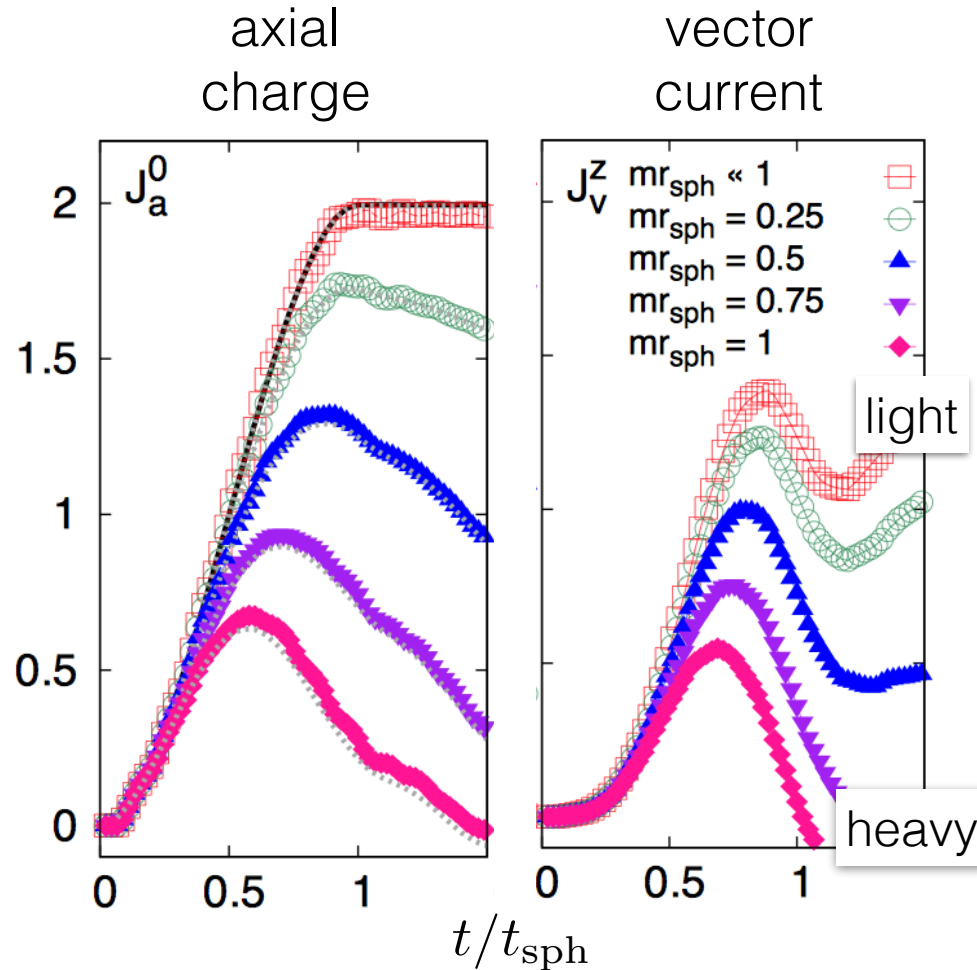 axial
charge
vector
current
J_a^0
2
1.5
1
0.5
0
0 0.5 1
J_v^z
mr_sph « 1
mr_sph = 0.25
mr_sph = 0.5
mr_sph = 0.75
mr_sph = 1
light
heavy
0 0.5 1
t/t_sph